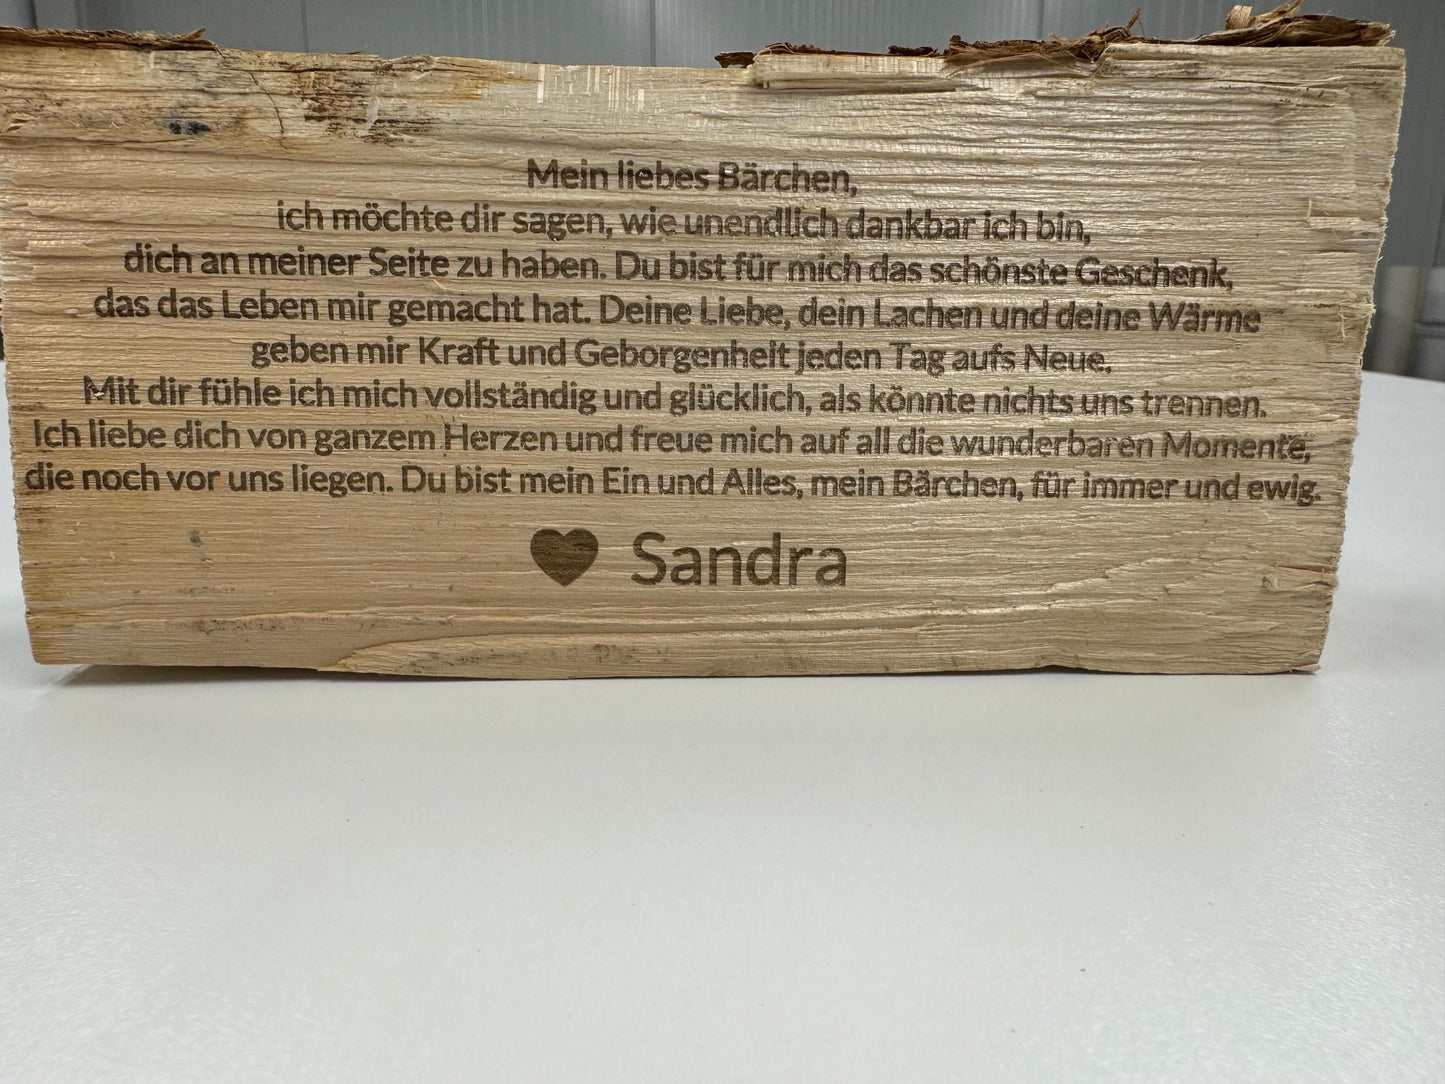 Mein liebes Bärchen,
ich möchte dir sagen, wie unendlich dankbar ich bin,
dich an meiner Seite zu haben. Du bist für mich das schönste Geschenk,
das das Leben mir gemacht hat. Deine Liebe, dein Lachen und deine Wärme
geben mir Kraft und Geborgenheit jeden Tag aufs Neue.
Mit dir fühle ich mich vollständig und glücklich, als könnte nichts uns trennen.
Ich liebe dich von ganzem Herzen und freue mich auf all die wunderbaren Momente,
die noch vor uns liegen. Du bist mein Ein und Alles, mein Bärchen, für immer und ewig.
♥ Sandra